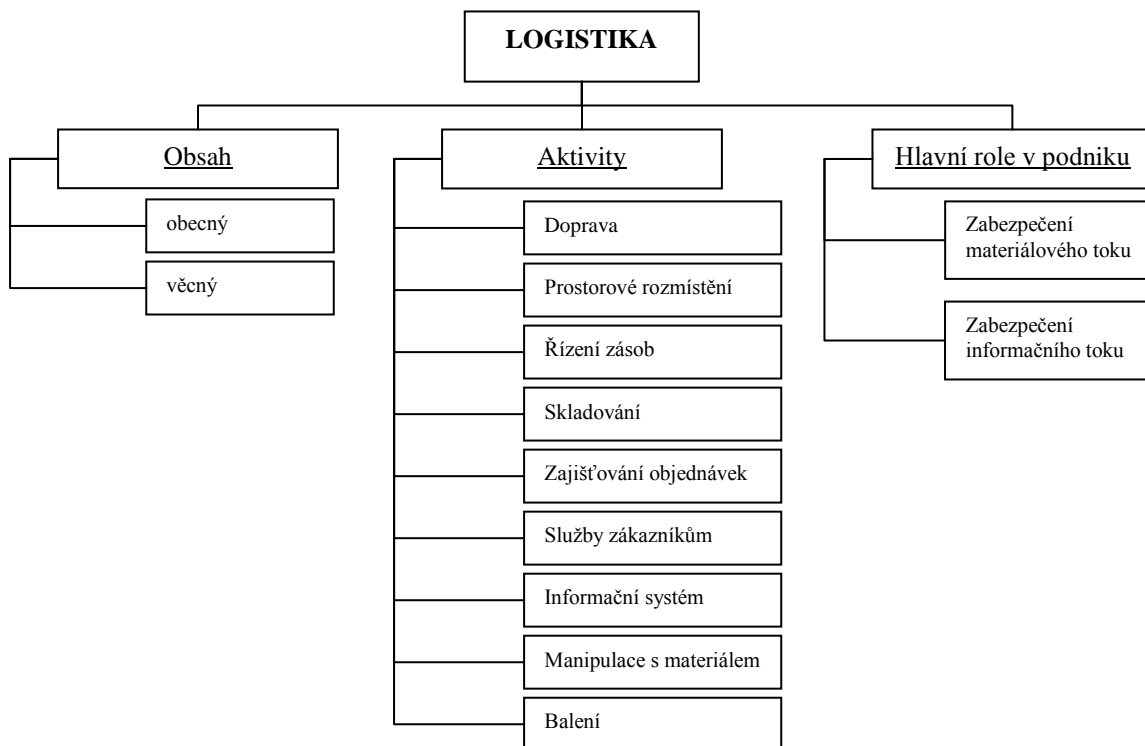 LOGISTIKA
Obsah
obecný
věcný
Aktivity
Doprava
Prostorové rozmístění
Řízení zásob
Skladování
Zajišťování objednávek
Služby zákazníkům
Informační systém
Manipulace s materiálem
Balení
Hlavní role v podniku
Zabezpečení
materiálového toku
Zabezpečení
informačního toku